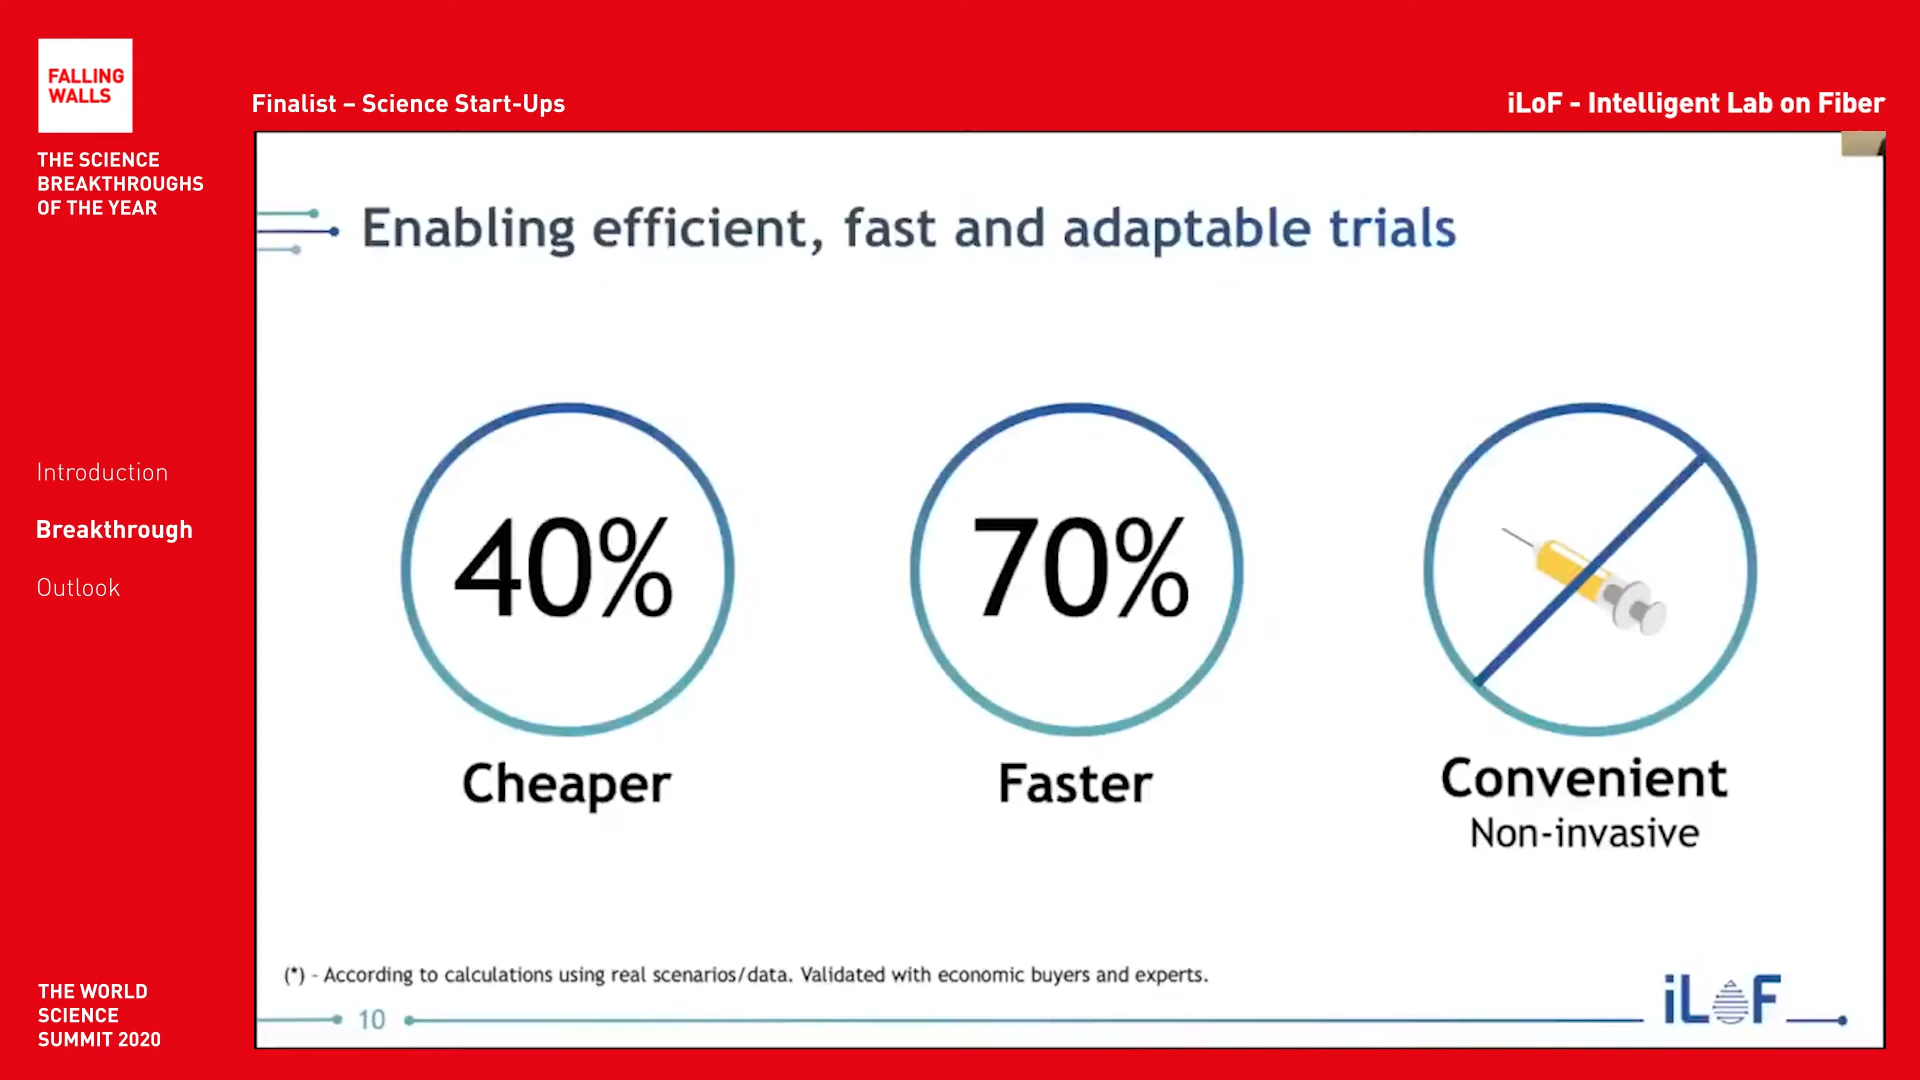 FALLING
WALLS
THE SCIENCE
BREAKTHROUGHS
OF THE YEAR
Finalist – Science Start-Ups
iLoF - Intelligent Lab on Fiber
Introduction
Breakthrough
Outlook
THE WORLD
SCIENCE
SUMMIT 2020
Enabling efficient, fast and adaptable trials
40%
Cheaper
70%
Faster
Convenient
Non-invasive
(*) - According to calculations using real scenarios/data. Validated with economic buyers and experts.
10
iLoF